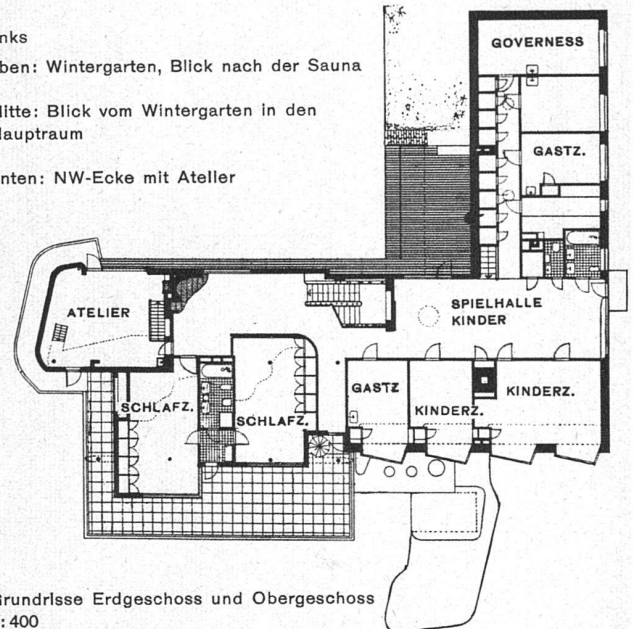 nks
ben: Wintergarten, Blick nach der Sauna
litte: Blick vom Wintergarten in den
lauptraum
nten: NW-Ecke mit Atelier
GOVERNESS
GASTZ.
ATELIER
SPIELHALLE
KINDER
SCHLAFZ.
SCHLAFZ.
GASTZ
KINDERZ.
KINDERZ.
Grundrisse Erdgeschoss und Obergeschoss
:400